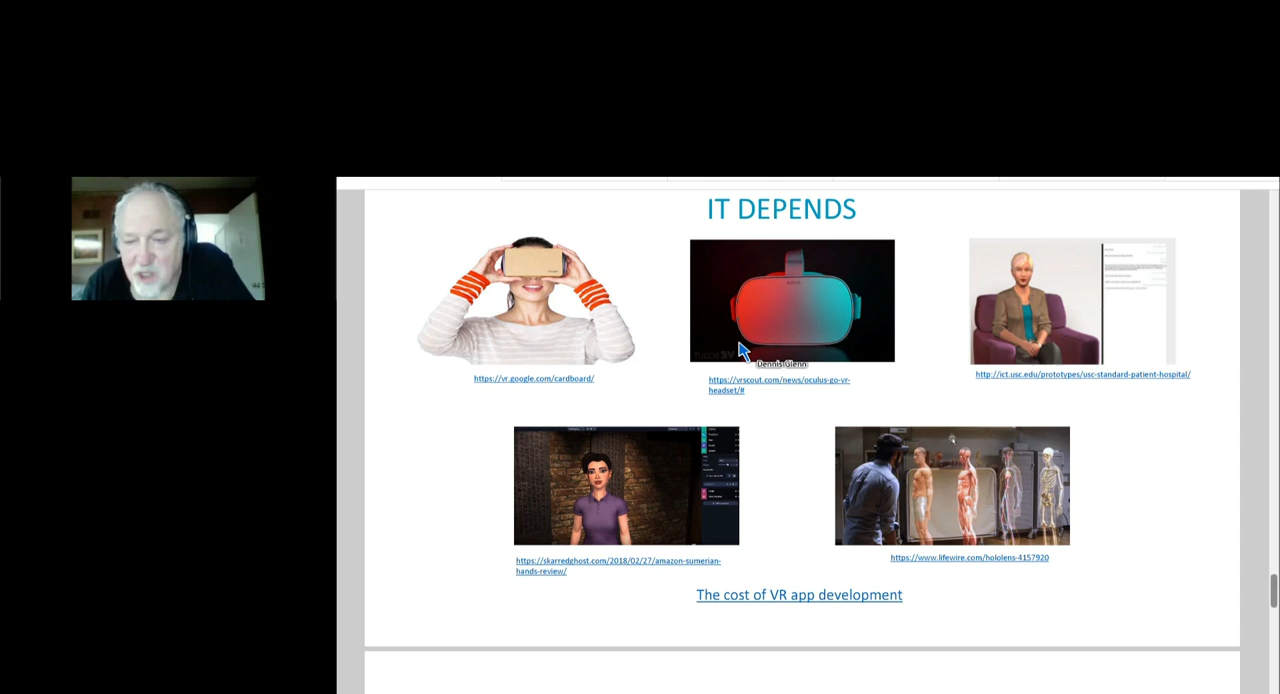 IT DEPENDS
Dennis Glenn
https://vr.google.com/cardboard/
https://vrscout.com/news/oculus-go-vr-
headset/#
http://ict.usc.edu/prototypes/usc-standard-patient-hospital/
https://skarredghost.com/2018/02/27/amazon-sumerian-
hands-review/
https://www.lifewire.com/hololens-4157920
The cost of VR app development